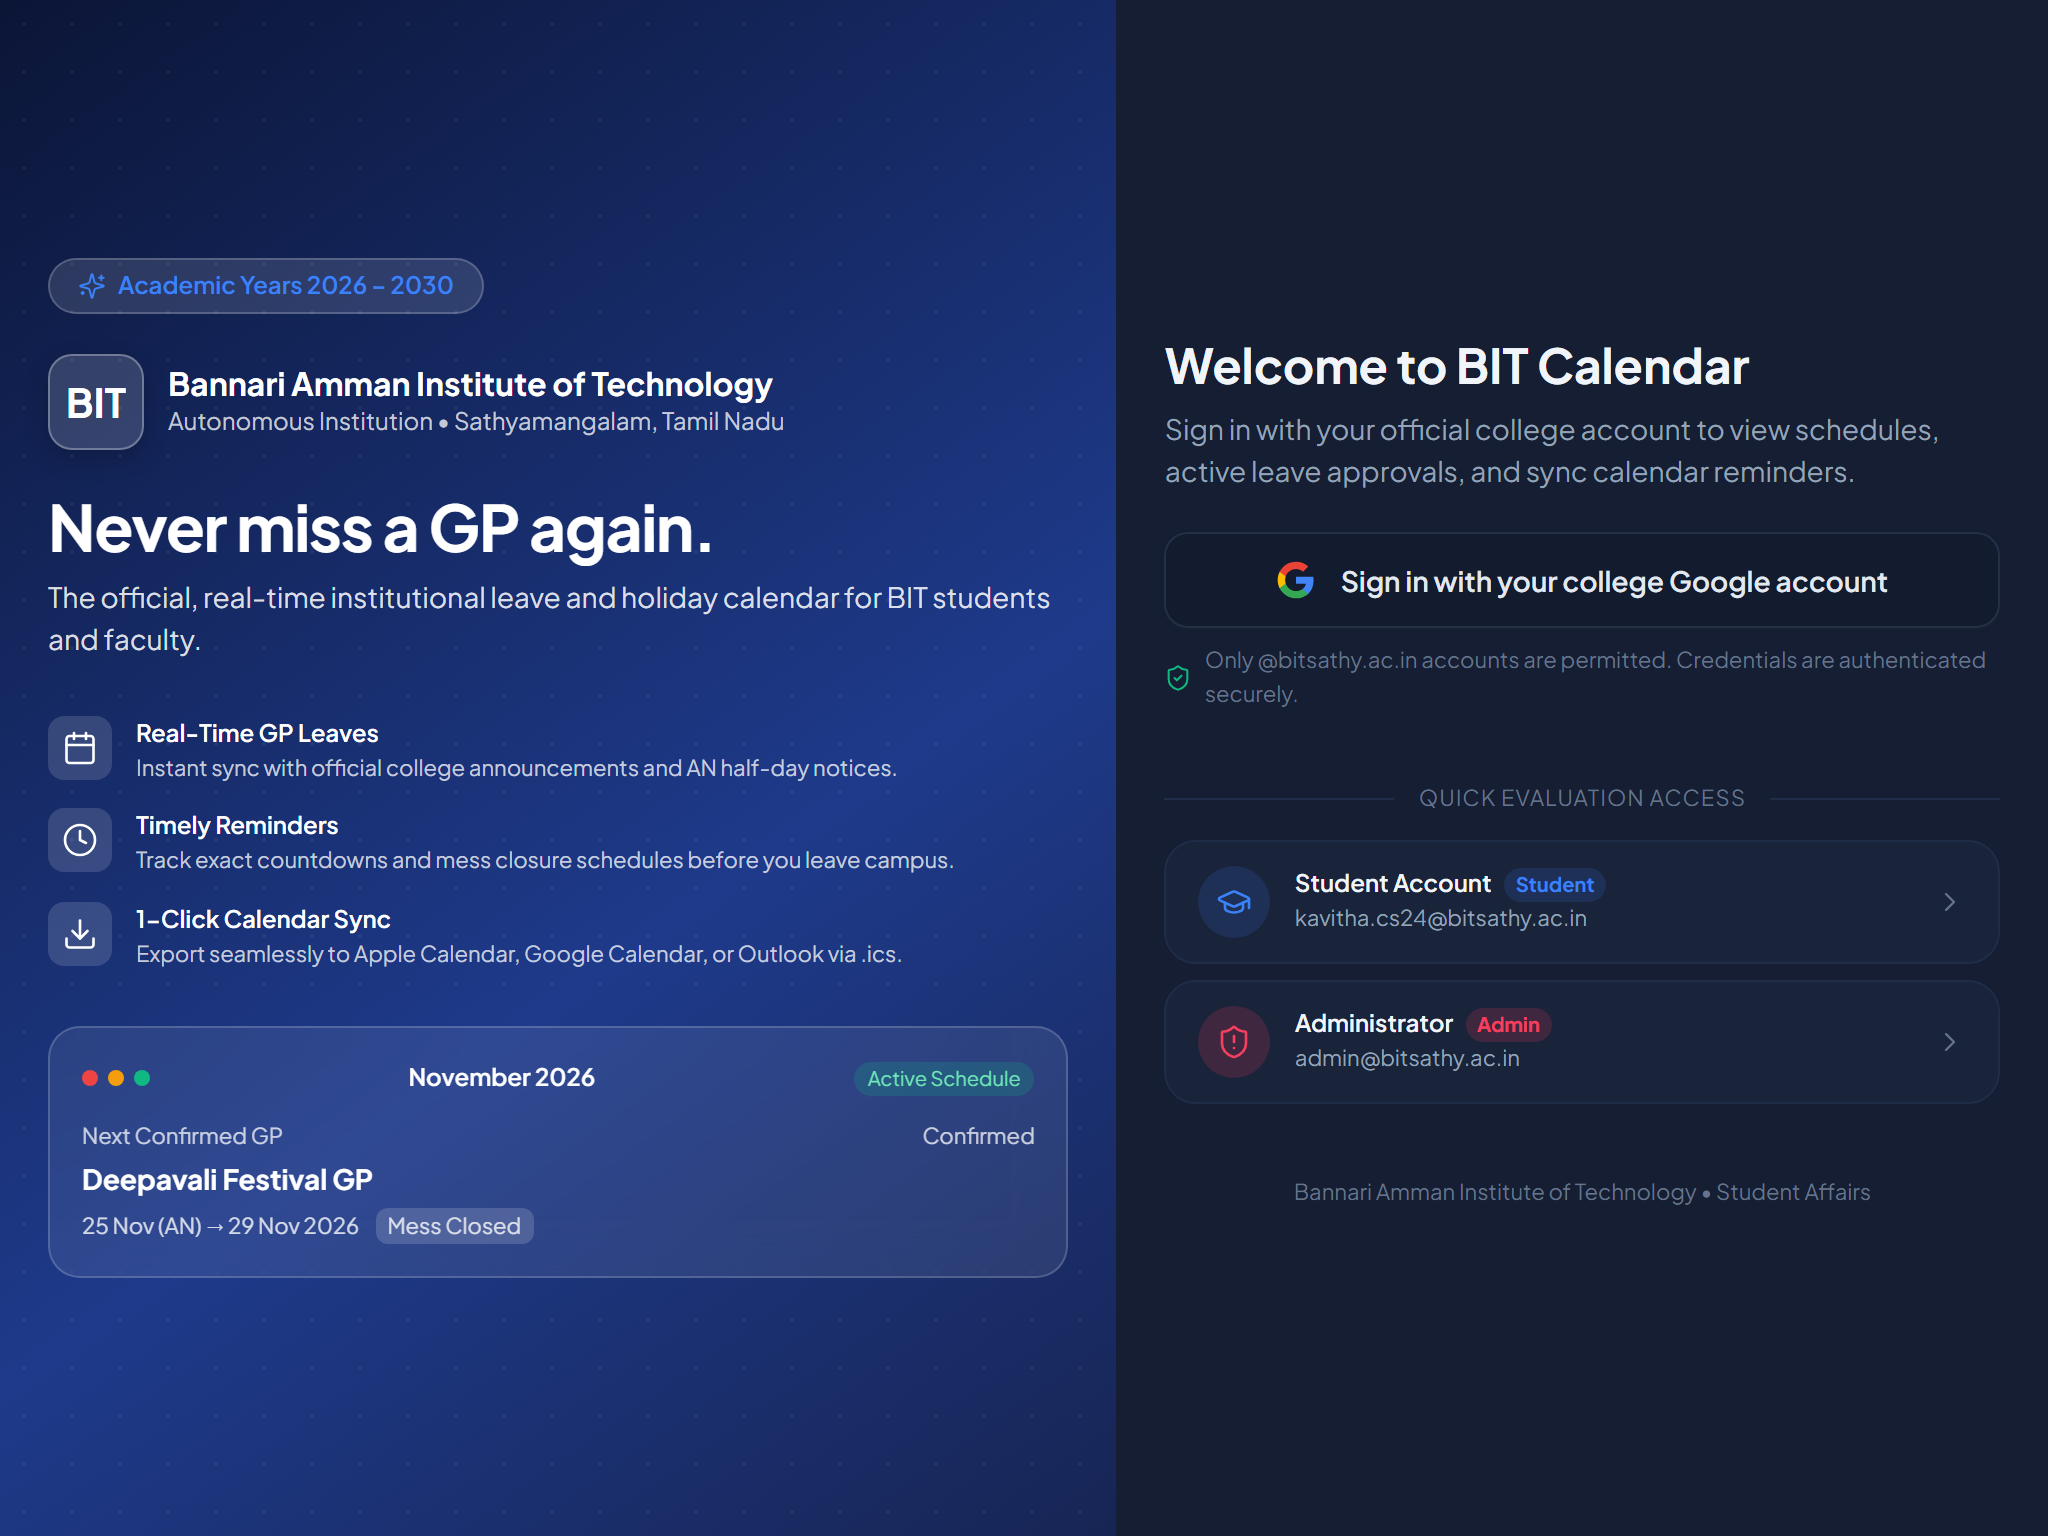 Academic Years 2026 – 2030
BIT
Bannari Amman Institute of Technology
Autonomous Institution • Sathyamangalam, Tamil Nadu
Never miss a GP again.
The official, real-time institutional leave and holiday calendar for BIT students
and faculty.
Real-Time GP Leaves
Instant sync with official college announcements and AN half-day notices.
Timely Reminders
Track exact countdowns and mess closure schedules before you leave campus.
1-Click Calendar Sync
Export seamlessly to Apple Calendar, Google Calendar, or Outlook via .ics.
November 2026
Active Schedule
Next Confirmed GP
Confirmed
Deepavali Festival GP
25 Nov (AN) → 29 Nov 2026
Mess Closed
Welcome to BIT Calendar
Sign in with your official college account to view schedules,
active leave approvals, and sync calendar reminders.
Sign in with your college Google account
Only @bitsathy.ac.in accounts are permitted. Credentials are authenticated
securely.
QUICK EVALUATION ACCESS
Student Account
Student
kavitha.cs24@bitsathy.ac.in
Administrator
Admin
admin@bitsathy.ac.in
Bannari Amman Institute of Technology • Student Affairs